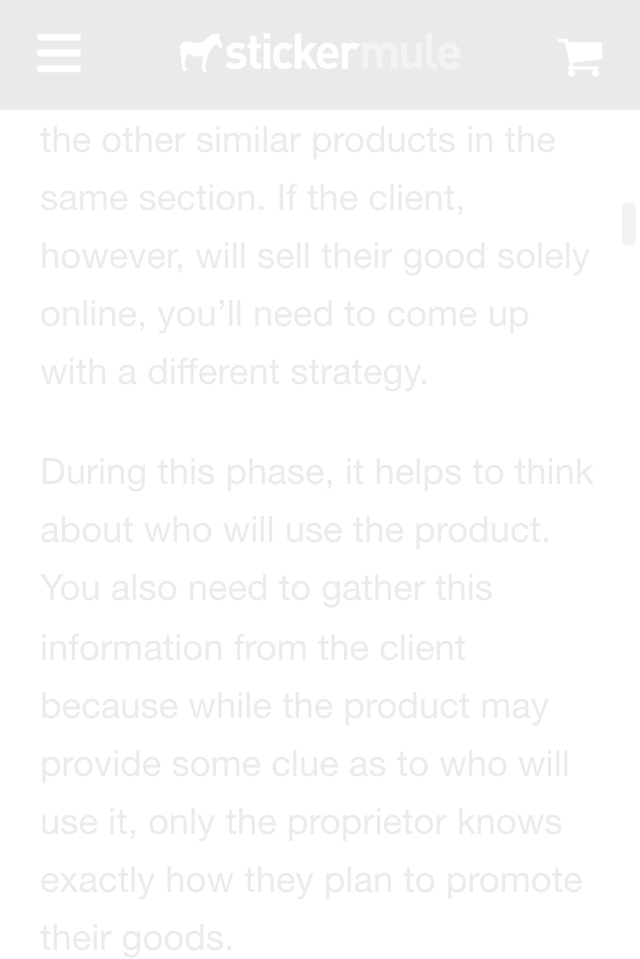 stickermule
the other similar products in the
same section. If the client,
however, will sell their good solely
online, you’ll need to come up
with a different strategy.
During this phase, it helps to think
about who will use the product.
You also need to gather this
information from the client
because while the product may
provide some clue as to who will
use it, only the proprietor knows
exactly how they plan to promote
their goods.